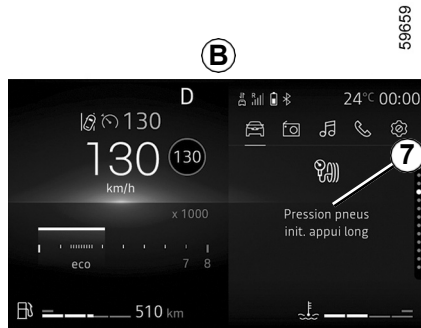 59659
B
D
24°C 00:00
130
130
130
km/h
7
Pression pneus
init. appui long
x 1000
eco
7 8
510 km